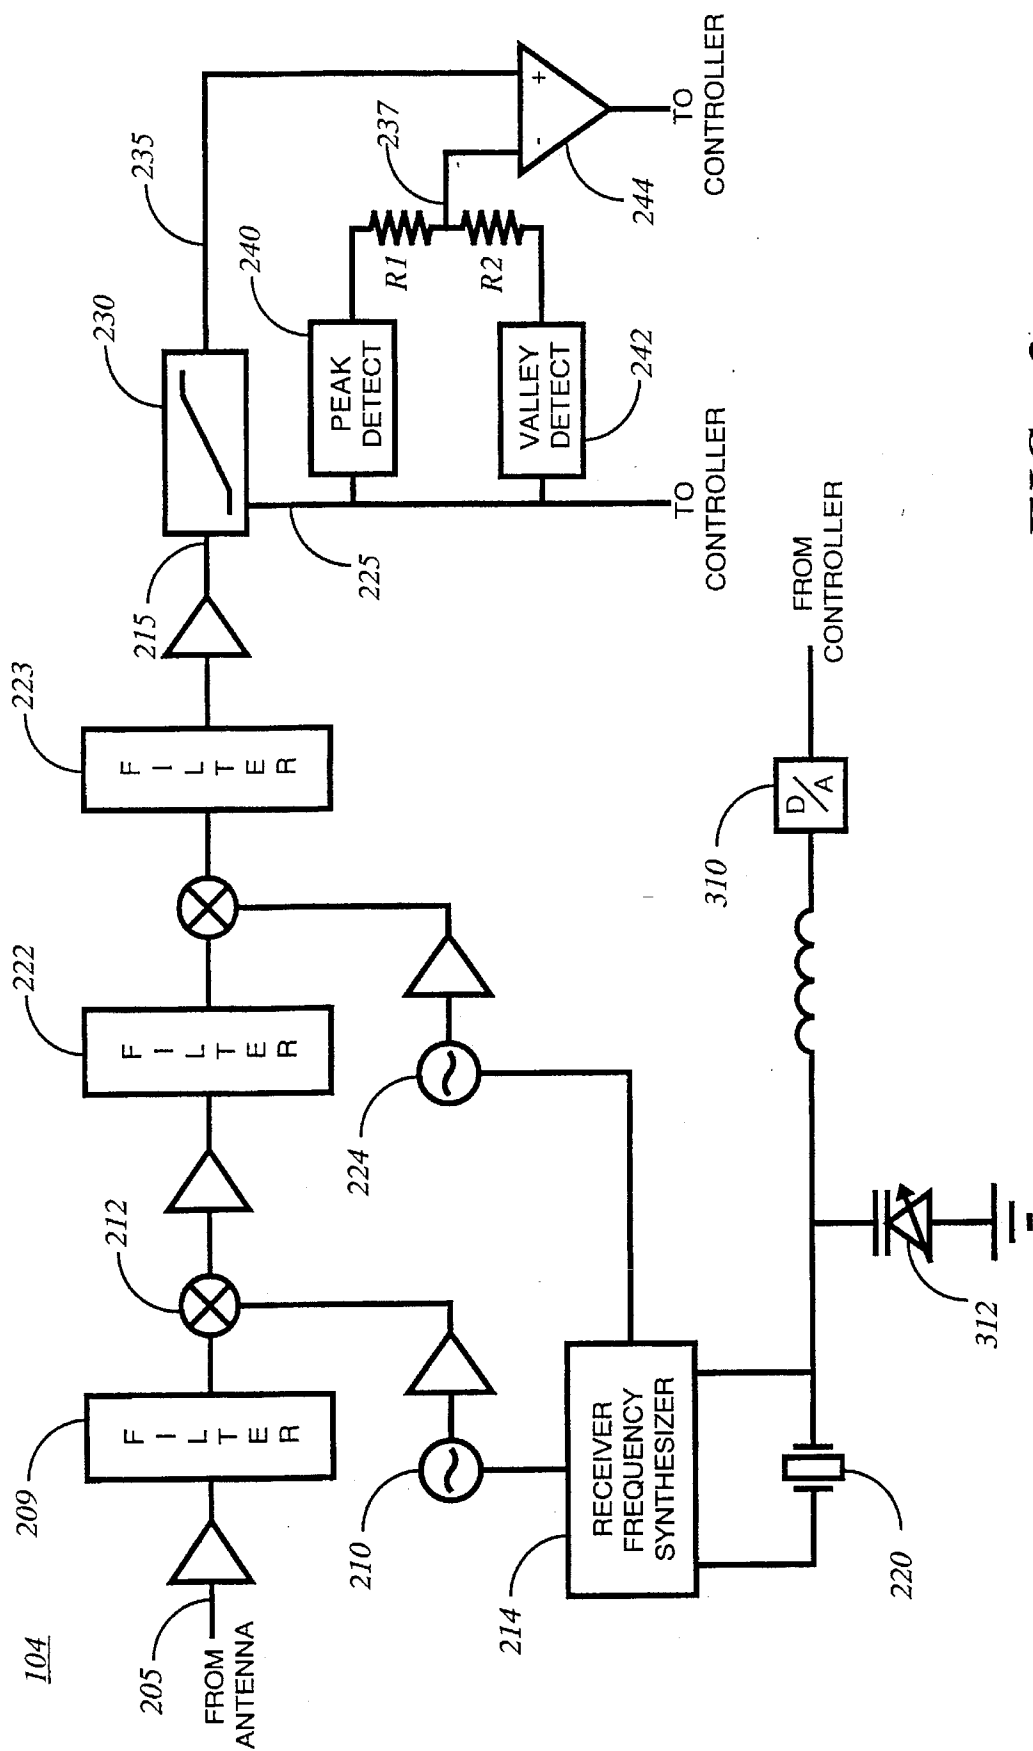 104
205
FROM
ANTENNA
209
FILTER
212
222
FILTER
223
FILTER
215
230
235
225
TO
CONTROLLER
240
PEAK
DETECT
R1
R2
237
VALLEY
DETECT
242
+
-
244
TO
CONTROLLER
210
224
214
RECEIVER
FREQUENCY
SYNTHESIZER
220
312
310
D/A
FROM
CONTROLLER